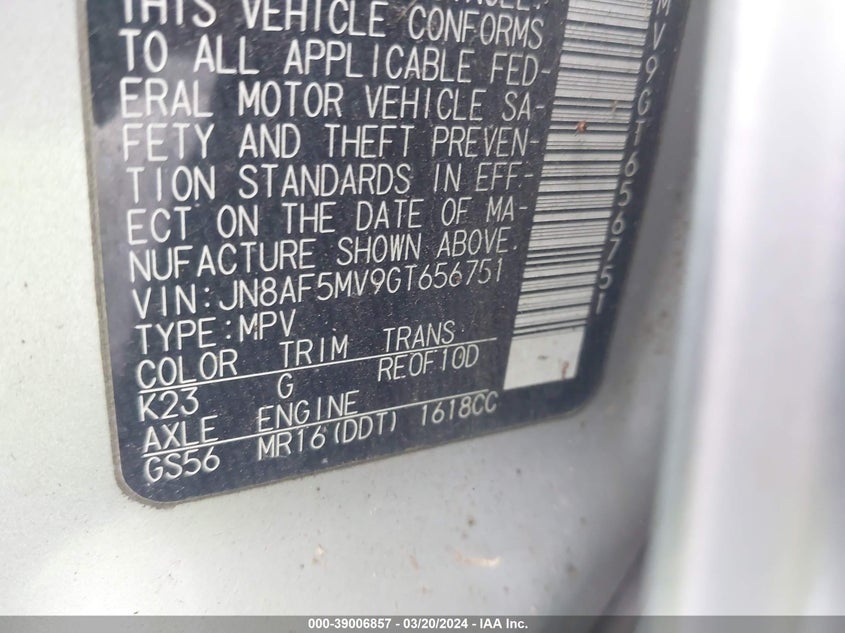 THIS VEHICLE CONFORMS
TO ALL APPLICABLE FED-
ERAL MOTOR VEHICLE SA-
FETY AND THEFT PREVEN-
TION STANDARDS IN EFF-
ECT ON THE DATE OF MA-
NUFACTURE SHOWN ABOVE.
VIN:JN8AF5MV9GT656751
TYPE:MPV
COLOR TRIM TRANS
K23 G RE0F10D
AXLE ENGINE
GS56 MR16(DDT) 1618CC
MV9GT656751
000-39006857 - 03/20/2024 - IAA Inc.